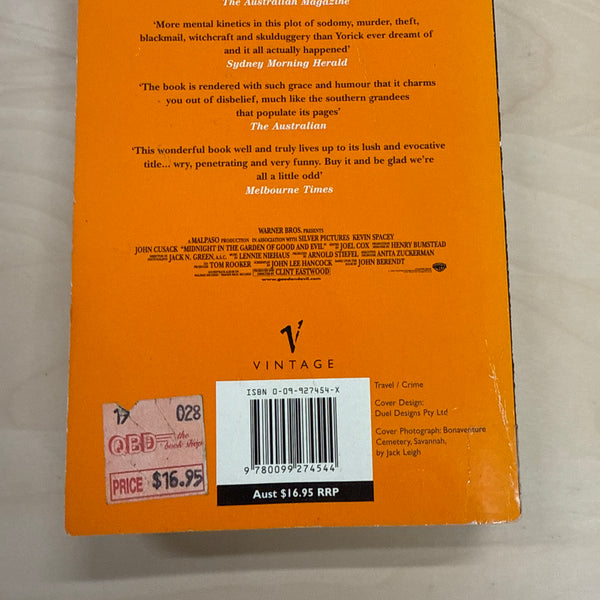 The Australian Magazine
'More mental kinetics in this plot of sodomy, murder, theft,
blackmail, witchcraft and skulduggery than Yorick ever dreamt of
and it all actually happened'
Sydney Morning Herald
'The book is rendered with such grace and humour that it charms
you out of disbelief, much like the southern grandees
that populate its pages'
The Australian
'This wonderful book well and truly lives up to its lush and evocative
title... wry, penetrating and very funny. Buy it and be glad we're
all a little odd'
Melbourne Times
WARNER BROS. PRESENTS
A MALPASO PRODUCTION IN ASSOCIATION WITH SILVER PICTURES KEVIN SPACEY
JOHN CUSACK "MIDNIGHT IN THE GARDEN OF GOOD AND EVIL" JOEL COX HENRY BUMSTEAD
JACK N. GREEN, A.S.C. LENNIE NIEHAUS ARNOLD STIEFEL ANITA ZUCKERMAN
TOM ROOKER JOHN LEE HANCOCK JOHN BERENDT
CLINT EASTWOOD
www.goodandevil.com
VINTAGE
ISBN 0-09-927454-X
9 780099 274544
Aust $16.95 RRP
Travel / Crime
Cover Design:
Duel Designs Pty Ltd
Cover Photograph: Bonaventure
Cemetery, Savannah,
by Jack Leigh
17 028
QBD the book shop
PRICE $16.95